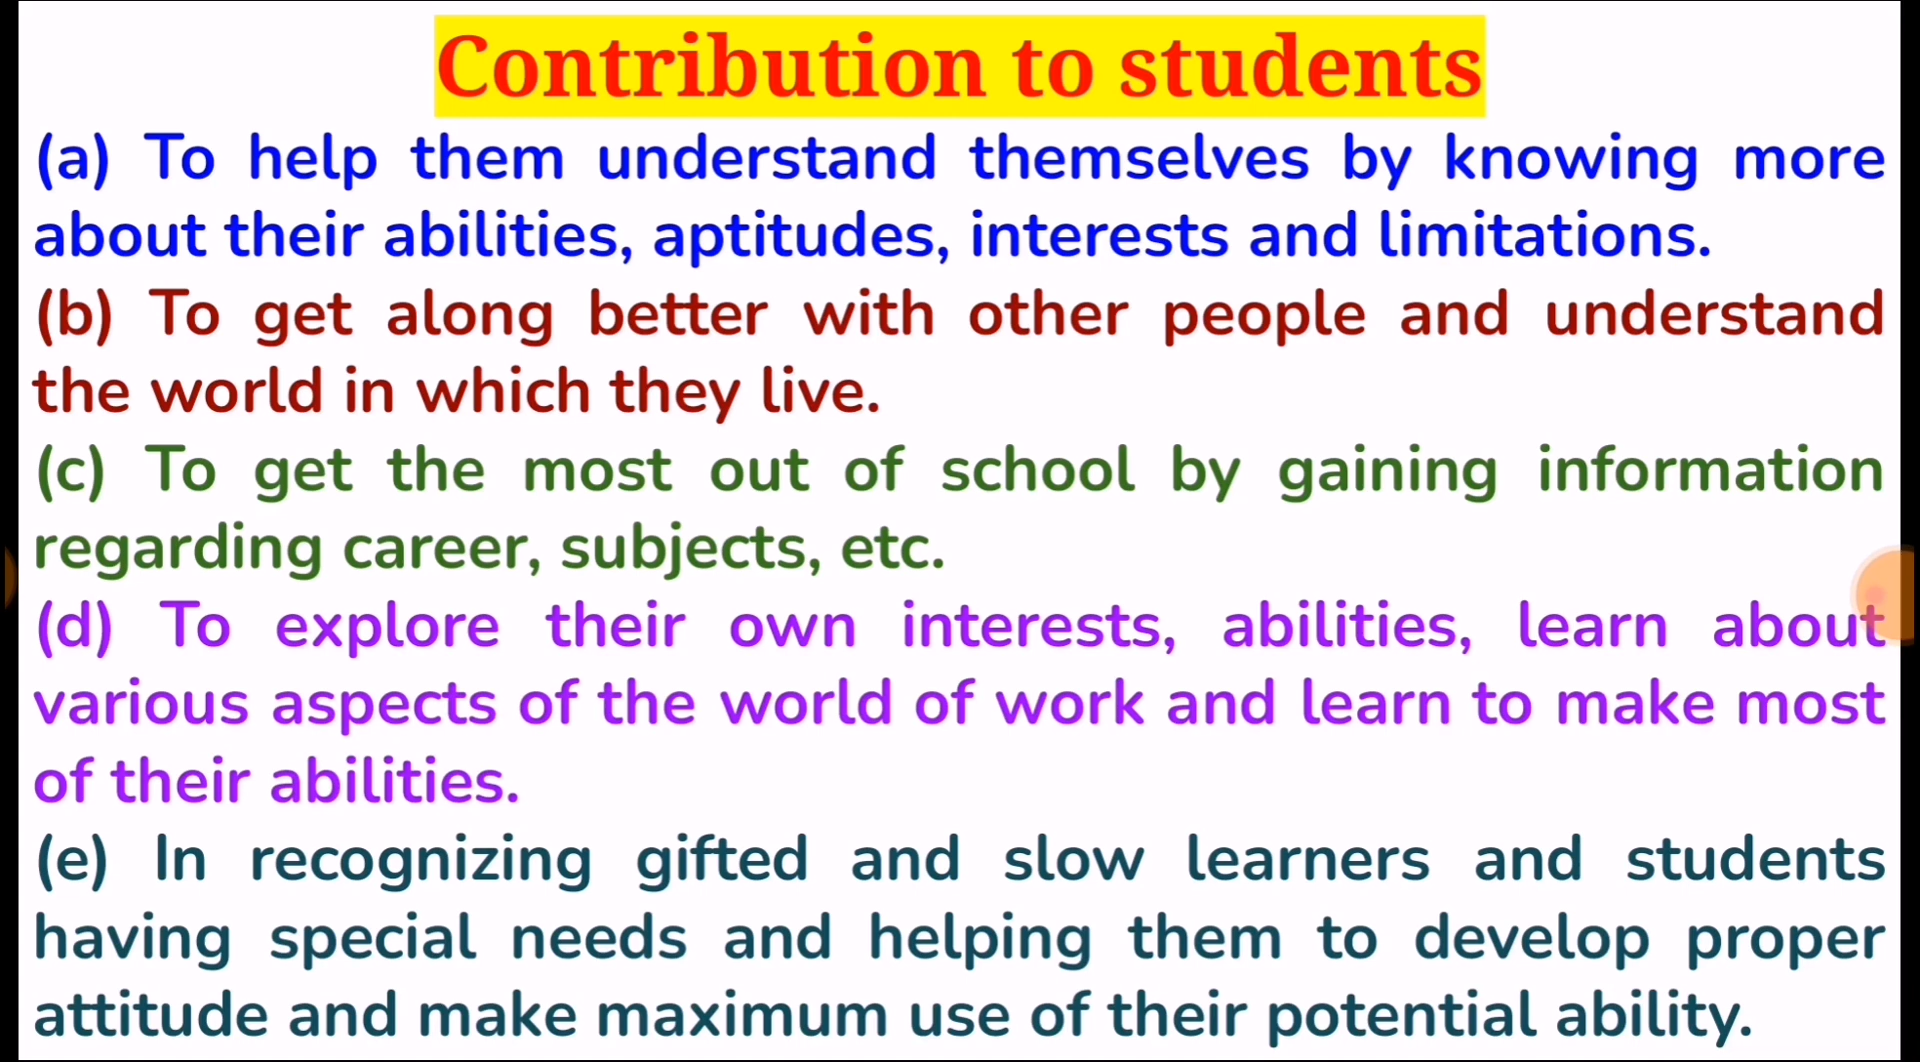 Contribution to students
(a) To help them understand themselves by knowing more
about their abilities, aptitudes, interests and limitations.
(b) To get along better with other people and understand
the world in which they live.
(c) To get the most out of school by gaining information
regarding career, subjects, etc.
(d) To explore their own interests, abilities, learn about
various aspects of the world of work and learn to make most
of their abilities.
(e) In recognizing gifted and slow learners and students
having special needs and helping them to develop proper
attitude and make maximum use of their potential ability.